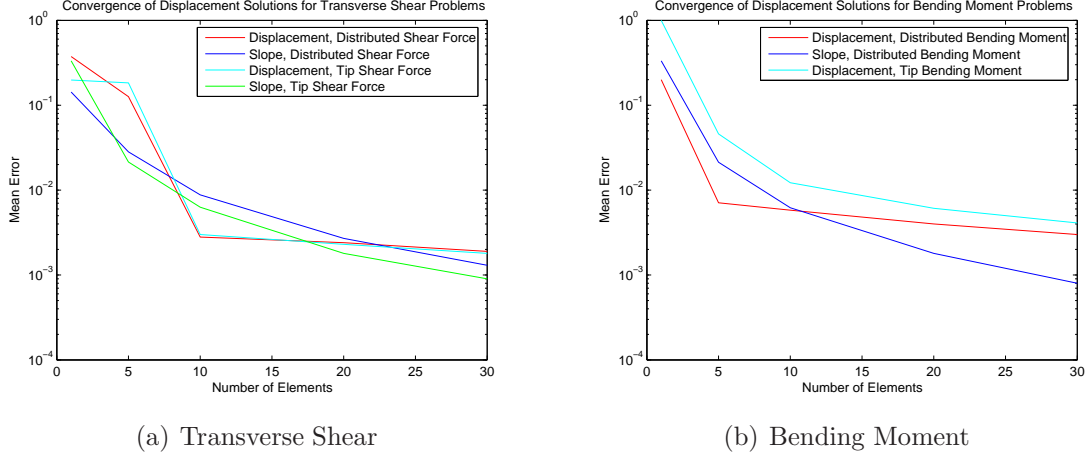 Convergence of Displacement Solutions for Transverse Shear Problems
10^0
10^−1
10^−2
10^−3
10^−4
Mean Error
Displacement, Distributed Shear Force
Slope, Distributed Shear Force
Displacement, Tip Shear Force
Slope, Tip Shear Force
0 5 10 15 20 25 30
Number of Elements
(a) Transverse Shear
Convergence of Displacement Solutions for Bending Moment Problems
10^0
10^−1
10^−2
10^−3
10^−4
Mean Error
Displacement, Distributed Bending Moment
Slope, Distributed Bending Moment
Displacement, Tip Bending Moment
0 5 10 15 20 25 30
Number of Elements
(b) Bending Moment